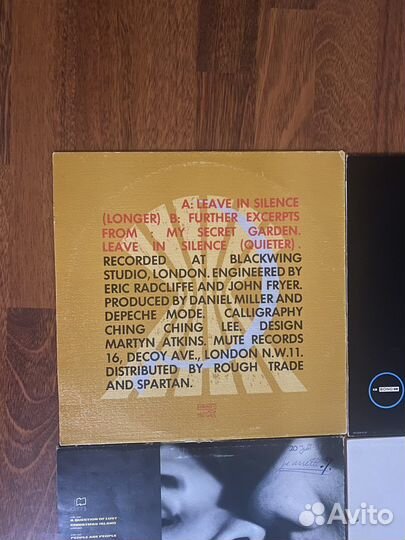 A: LEAVE IN SILENCE
(LONGER) B: FURTHER EXCERPTS
FROM : MY SECRET GARDEN.
LEAVE IN SILENCE (QUIETER).
RECORDED AT BLACKWING
STUDIO, LONDON. ENGINEERED BY
ERIC RADCLIFFE AND JOHN FRYER.
PRODUCED BY DANIEL MILLER AND
DEPECHE MODE. CALLIGRAPHY
CHING CHING LEE. DESIGN
MARTYN ATKINS. MUTE RECORDS
16, DECOY AVE., LONDON N.W.11.
DISTRIBUTED BY ROUGH TRADE
AND SPARTAN.
BONG
A QUESTION OF LUST
CHRISTMAS ISLAND
PEOPLE ARE PEOPLE
Avito